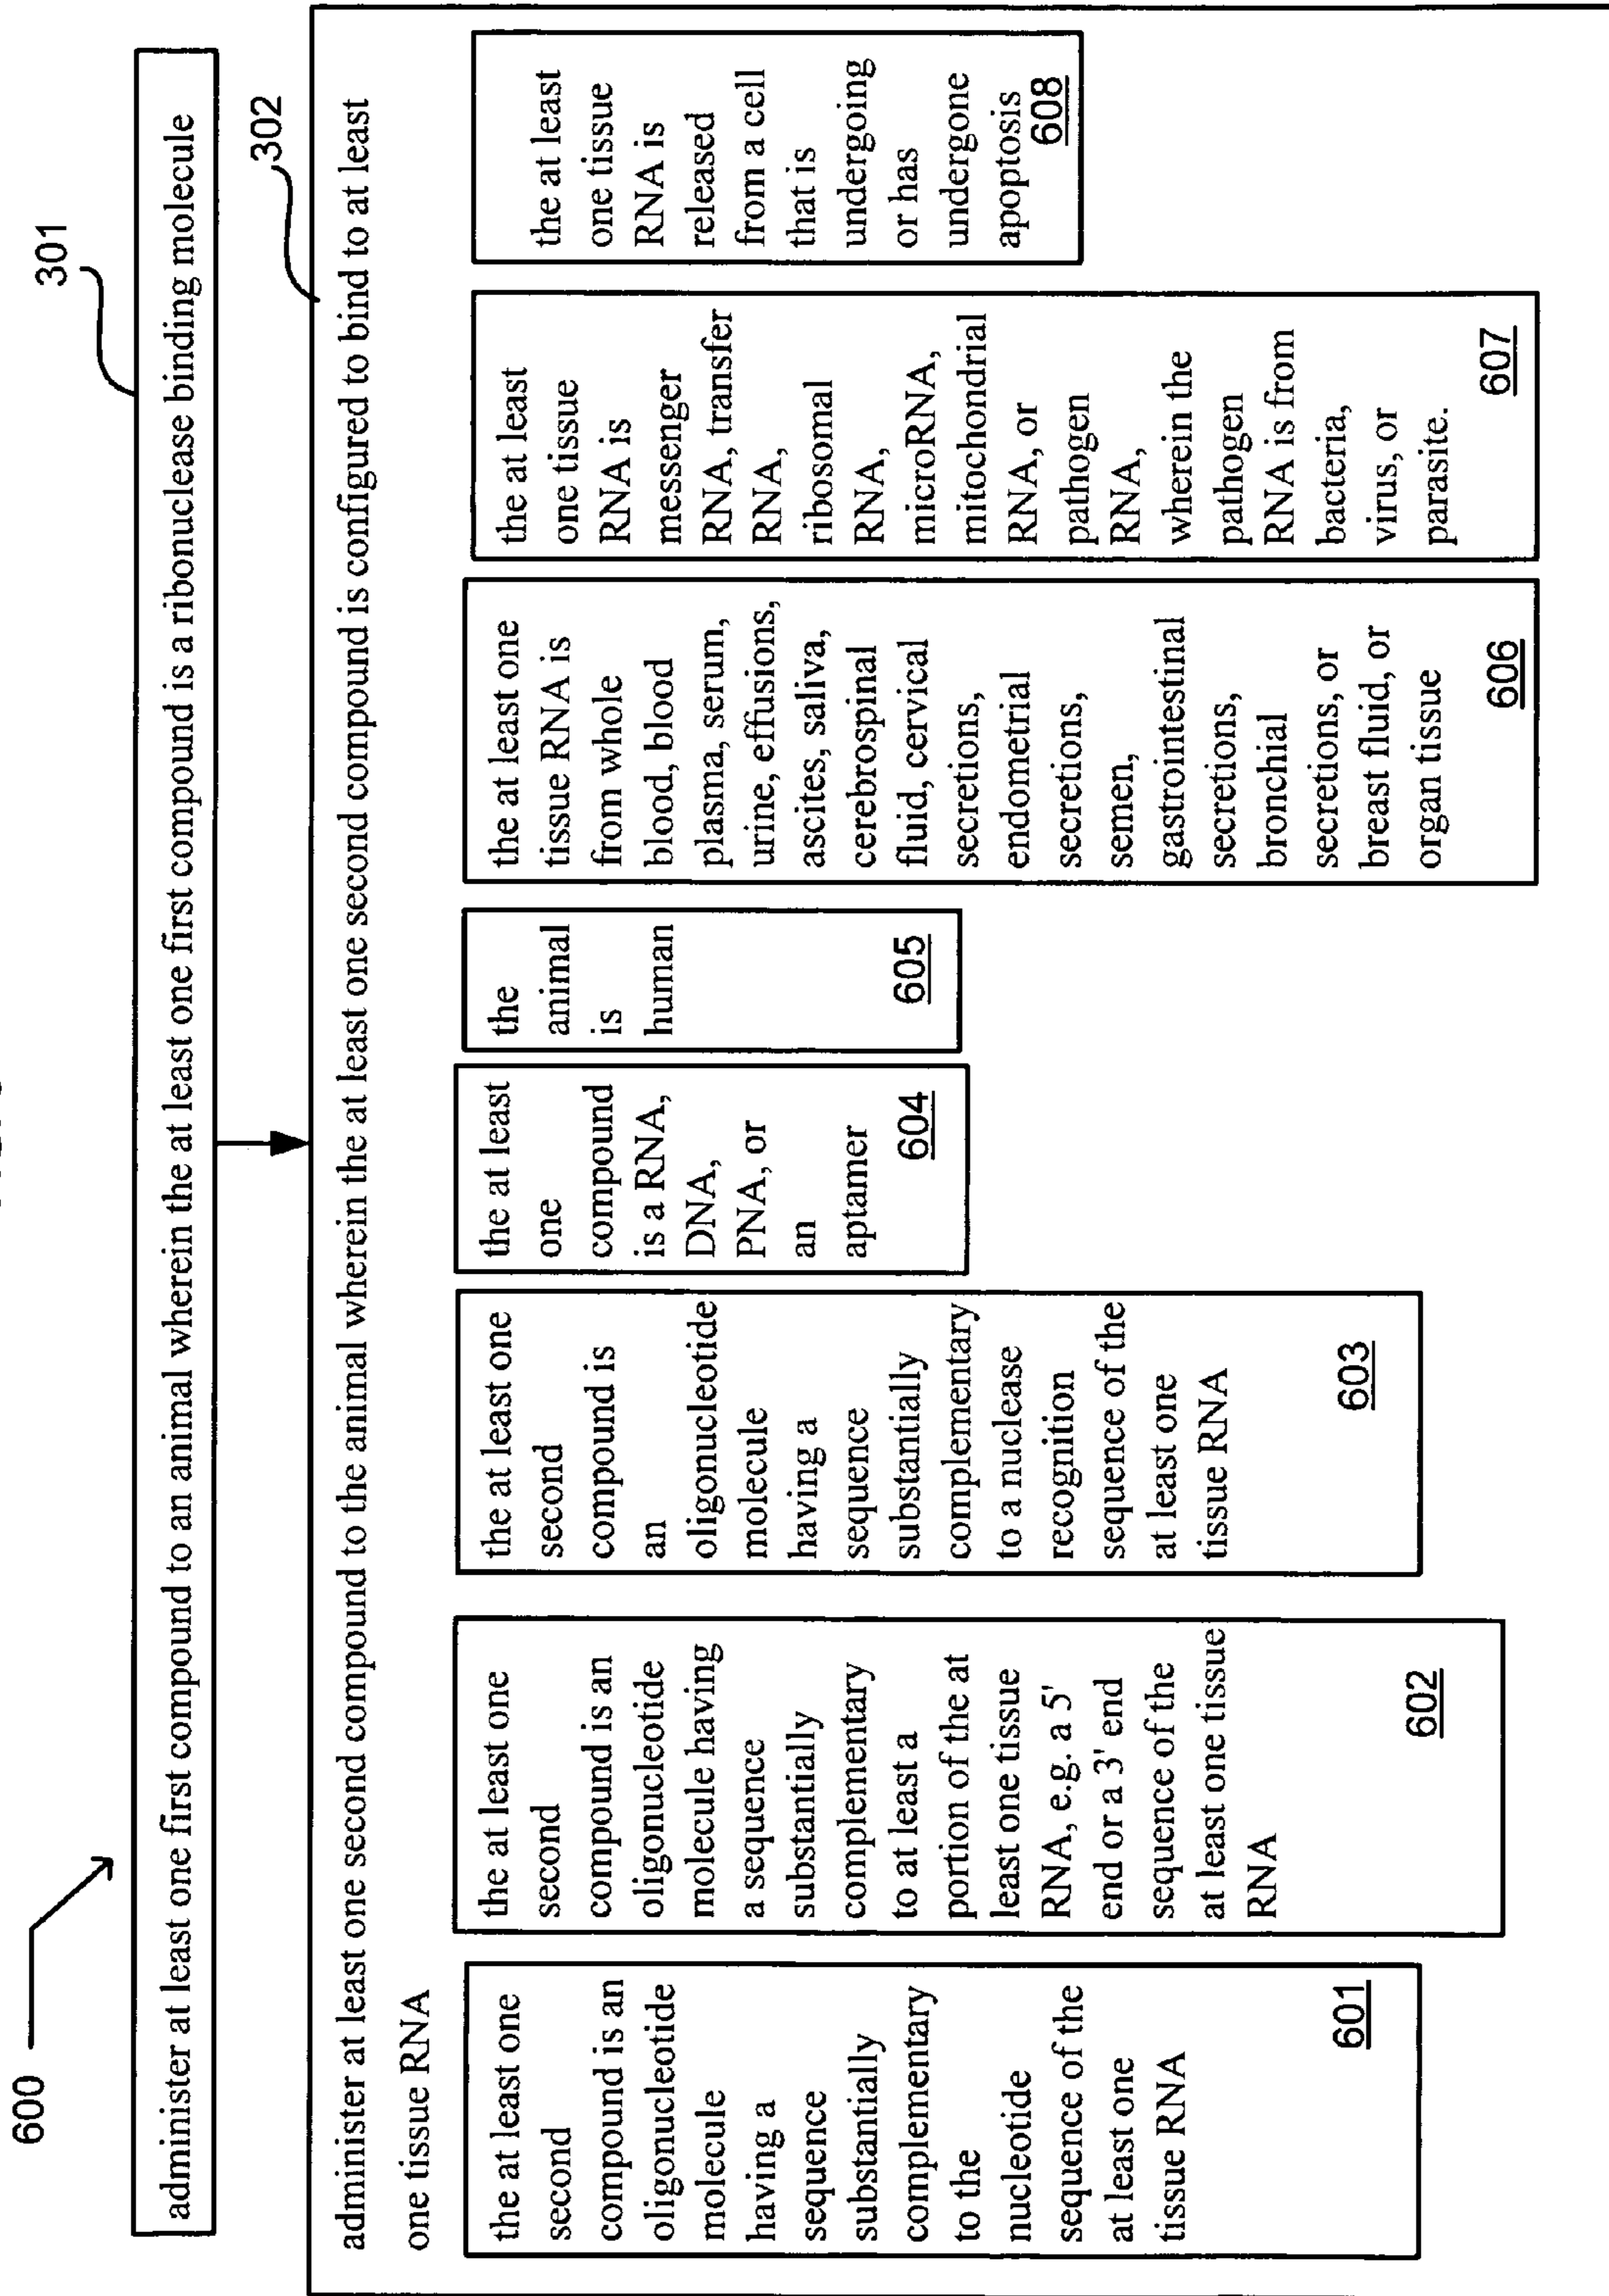 600
301
administer at least one first compound to an animal wherein the at least one first compound is a ribonuclease binding molecule
302
administer at least one second compound to the animal wherein the at least one second compound is configured to bind to at least
one tissue RNA
the at least one
second
compound is an
oligonucleotide
molecule
having a
sequence
substantially
complementary
to the
nucleotide
sequence of the
at least one
tissue RNA
601
the at least one
second
compound is an
oligonucleotide
molecule having
a sequence
substantially
complementary
to at least a
portion of the at
least one tissue
RNA, e.g. a 5'
end or a 3' end
sequence of the
at least one tissue
RNA
602
the at least one
second
compound is
an
oligonucleotide
molecule
having a
sequence
substantially
complementary
to a nuclease
recognition
sequence of the
at least one
tissue RNA
603
the at least
one
compound
is a RNA,
DNA,
PNA, or
an
aptamer
604
the
animal
is
human
605
the at least one
tissue RNA is
from whole
blood, blood
plasma, serum,
urine, effusions,
ascites, saliva,
cerebrospinal
fluid, cervical
secretions,
endometrial
secretions,
semen,
gastrointestinal
secretions,
bronchial
secretions, or
breast fluid, or
organ tissue
606
the at least
one tissue
RNA is
messenger
RNA, transfer
RNA,
ribosomal
RNA,
microRNA,
mitochondrial
RNA, or
pathogen
RNA,
wherein the
pathogen
RNA is from
bacteria,
virus, or
parasite.
607
the at least
one tissue
RNA is
released
from a cell
that is
undergoing
or has
undergone
apoptosis
608